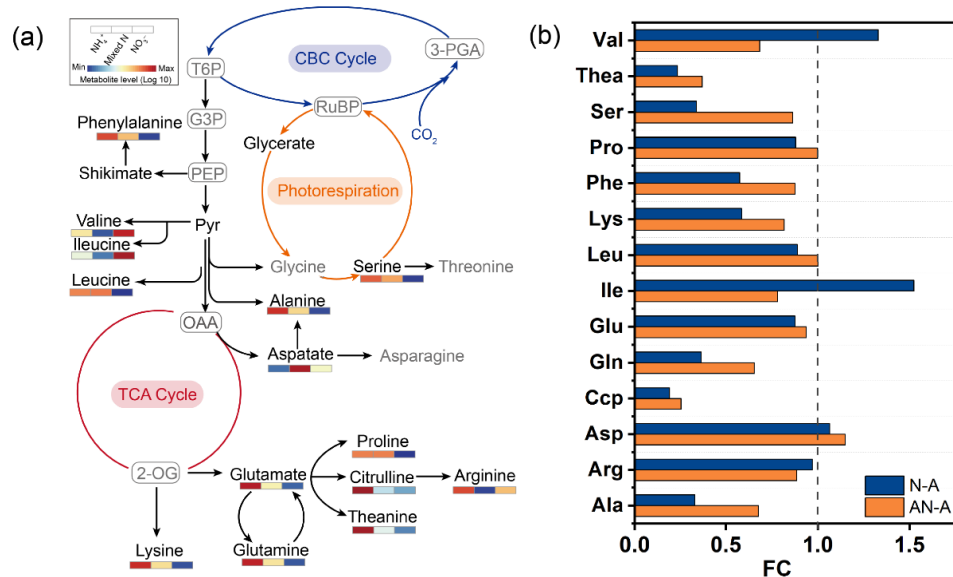 (a)
NH₄⁺
Mixed N
NO₃⁻
Min Max
Metabolite level (Log 10)
CBC Cycle
3-PGA
T6P
RuBP
CO₂
G3P
Phenylalanine
Glycerate
Shikimate
PEP
Photorespiration
Valine
Pyr
Ileucine
Leucine
Glycine
Serine
Threonine
Alanine
OAA
Aspatate
Asparagine
TCA Cycle
2-OG
Glutamate
Proline
Citrulline
Arginine
Theanine
Lysine
Glutamine
(b)
Val
Thea
Ser
Pro
Phe
Lys
Leu
Ile
Glu
Gln
Ccp
Asp
Arg
Ala
N-A
AN-A
0.0 0.5 1.0 1.5
FC